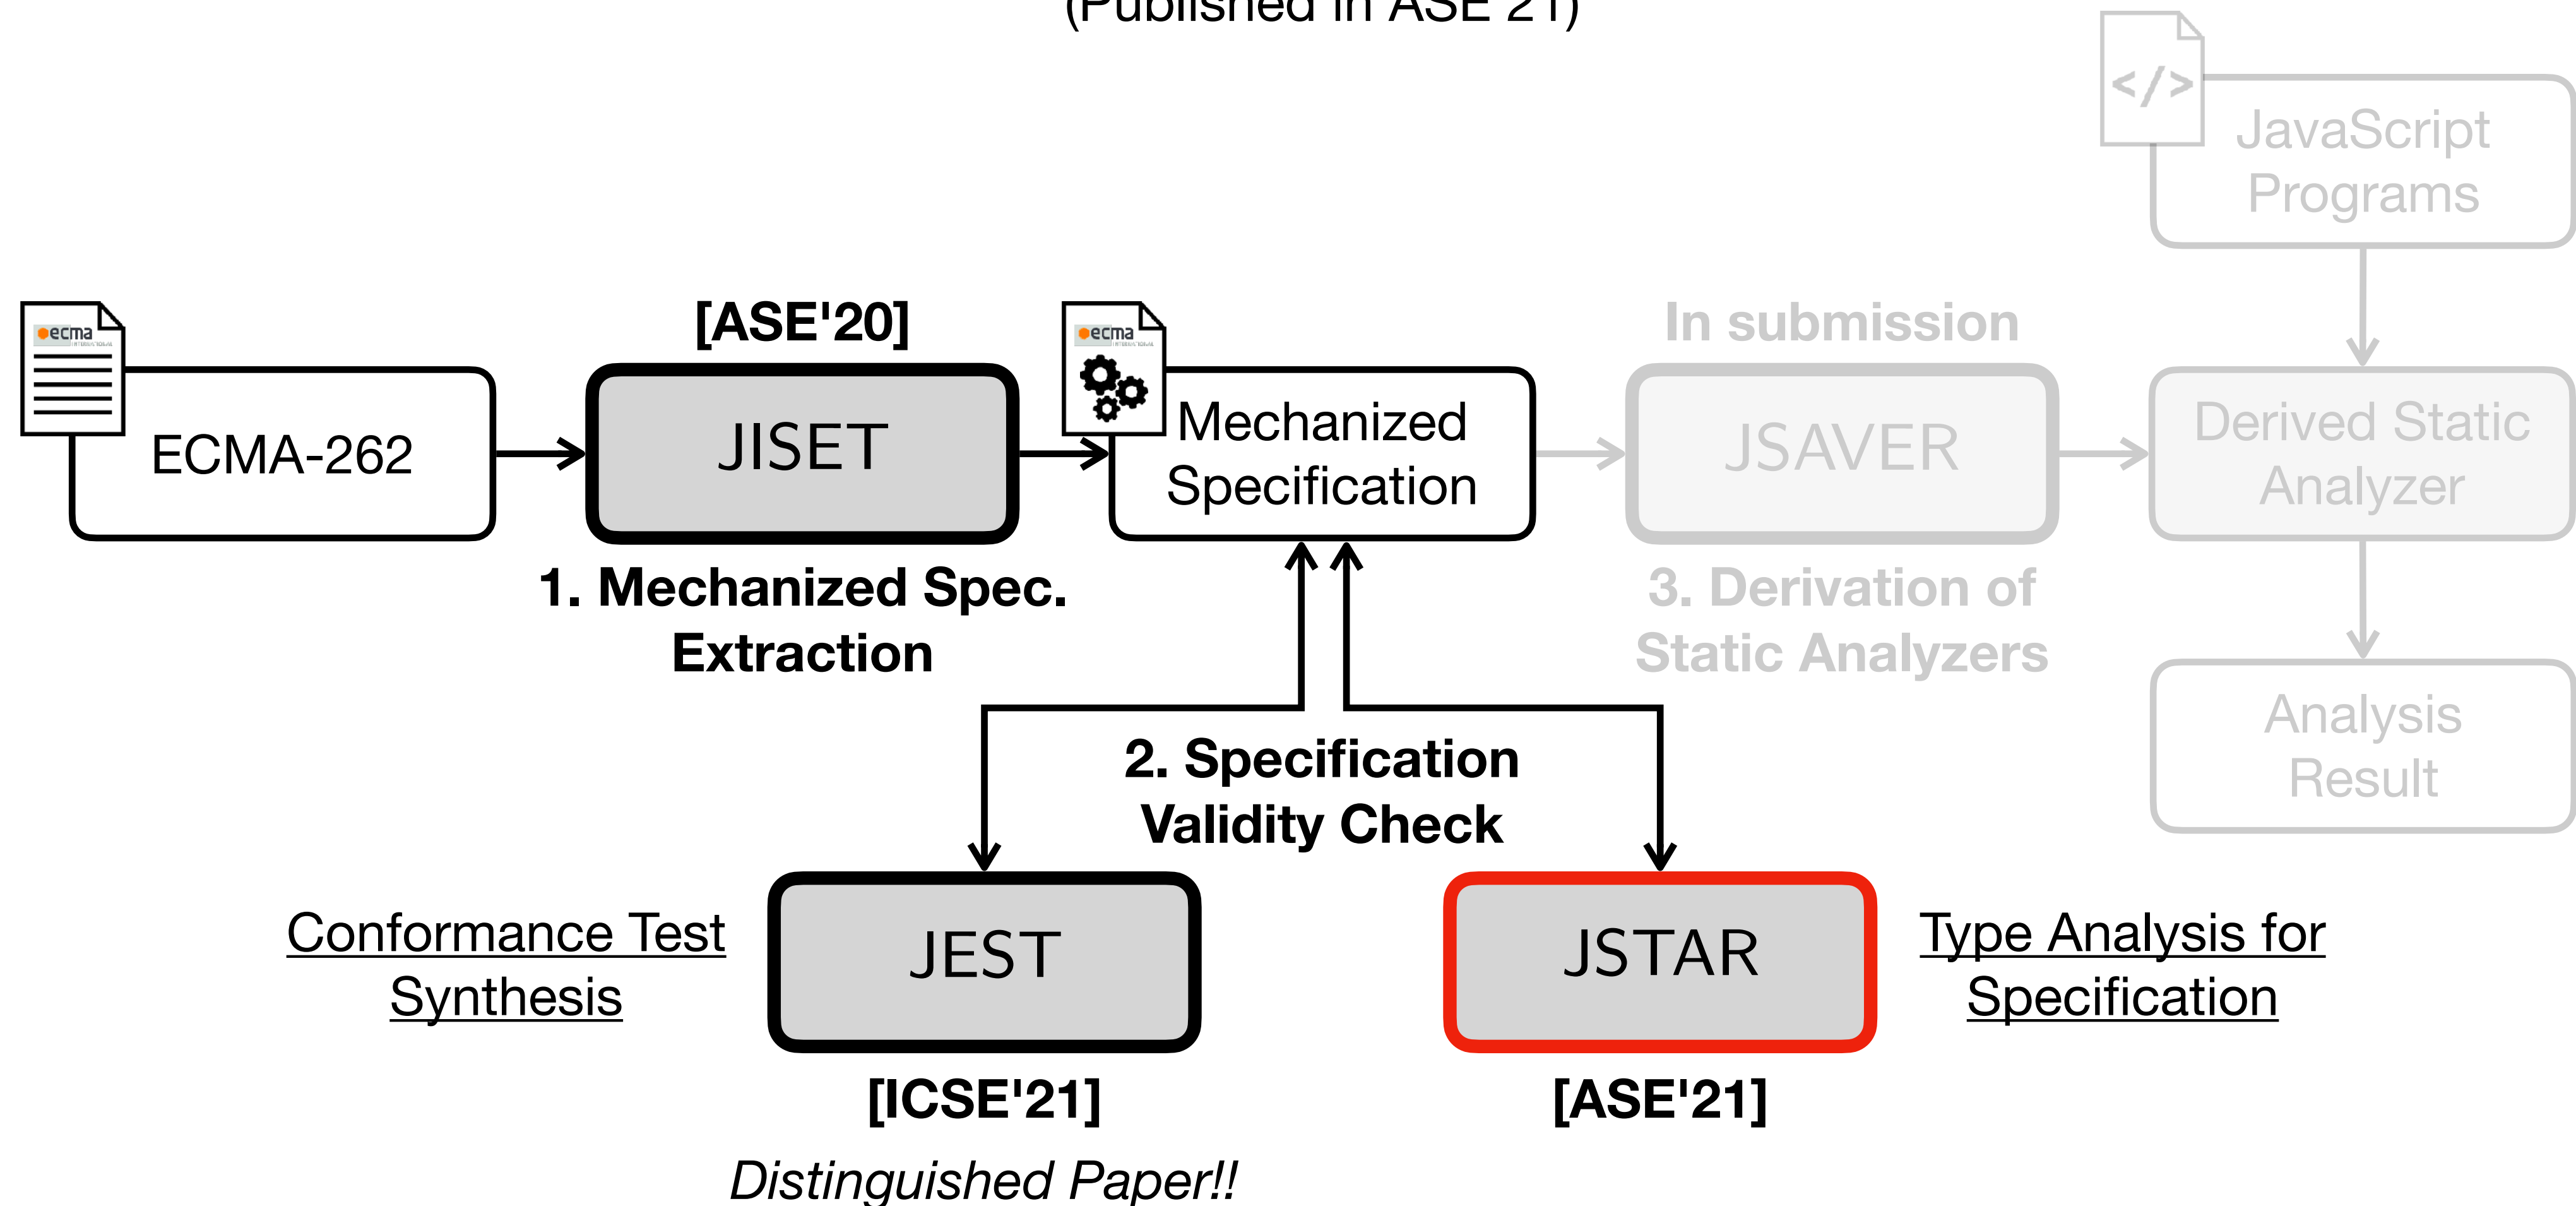 (Published in ASE'21)
</>
JavaScript
Programs
[ASE'20]
In submission
ecma
ecma
ECMA-262
JISET
Mechanized
Specification
JSAVER
Derived Static
Analyzer
1. Mechanized Spec.
Extraction
3. Derivation of
Static Analyzers
2. Specification
Validity Check
Analysis
Result
Conformance Test
Synthesis
JEST
JSTAR
Type Analysis for
Specification
[ICSE'21]
[ASE'21]
Distinguished Paper!!